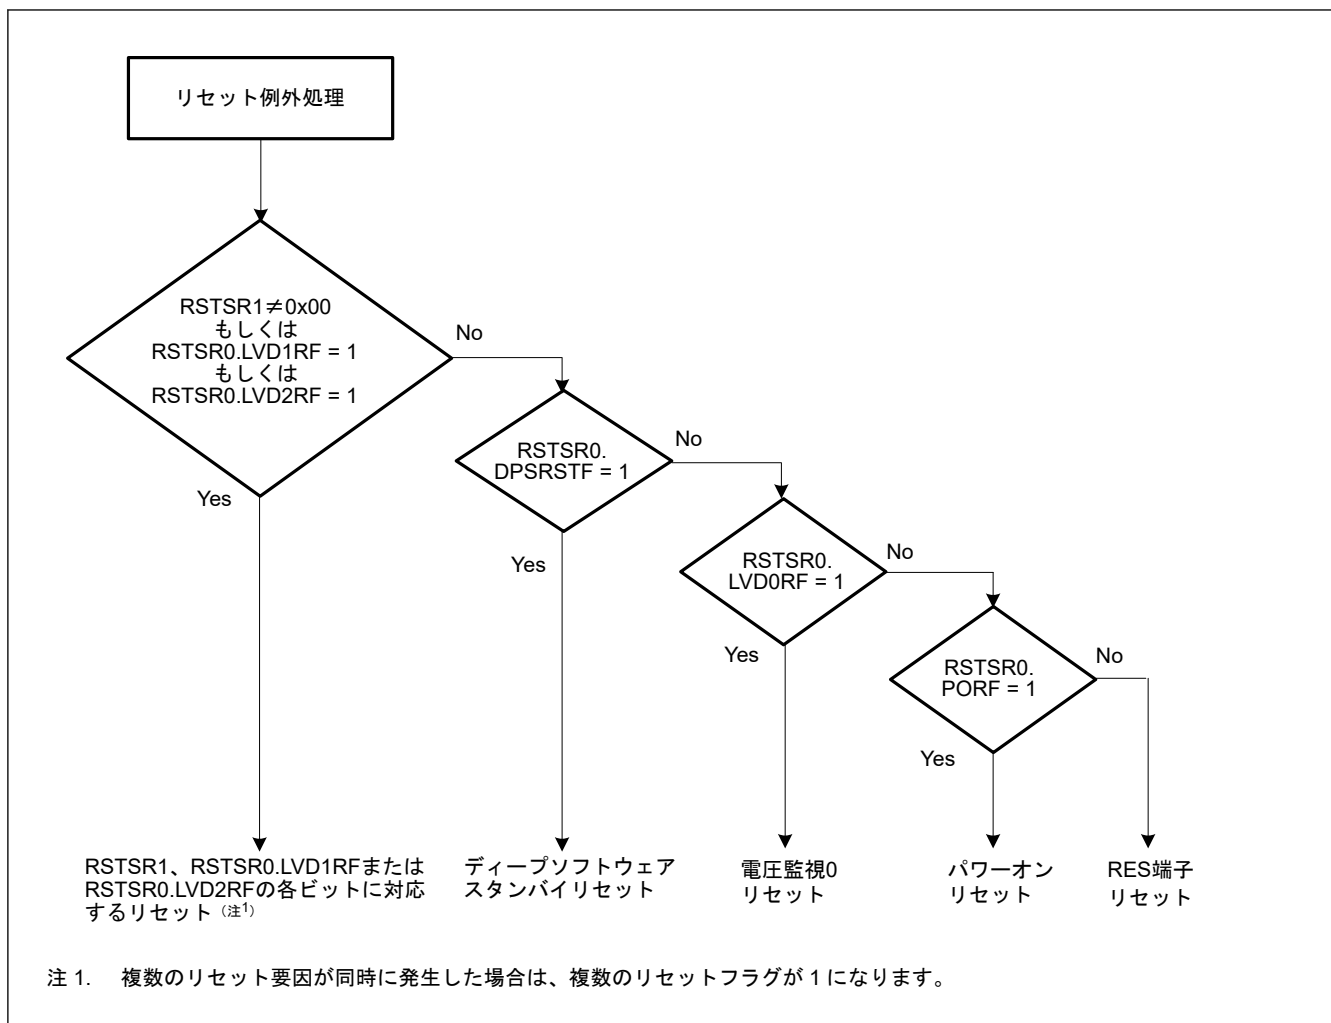 リセット例外処理
RSTSR1≠0x00
もしくは
RSTSR0.LVD1RF = 1
もしくは
RSTSR0.LVD2RF = 1
No
Yes
RSTSR0.
DPSRSTF = 1
No
Yes
RSTSR0.
LVD0RF = 1
No
Yes
RSTSR0.
PORF = 1
No
Yes
RSTSR1、RSTSR0.LVD1RFまたは
RSTSR0.LVD2RFの各ビットに対応
するリセット（注1）
ディープソフトウェア
スタンバイリセット
電圧監視0
リセット
パワーオン
リセット
RES端子
リセット
注 1. 複数のリセット要因が同時に発生した場合は、複数のリセットフラグが 1 になります。